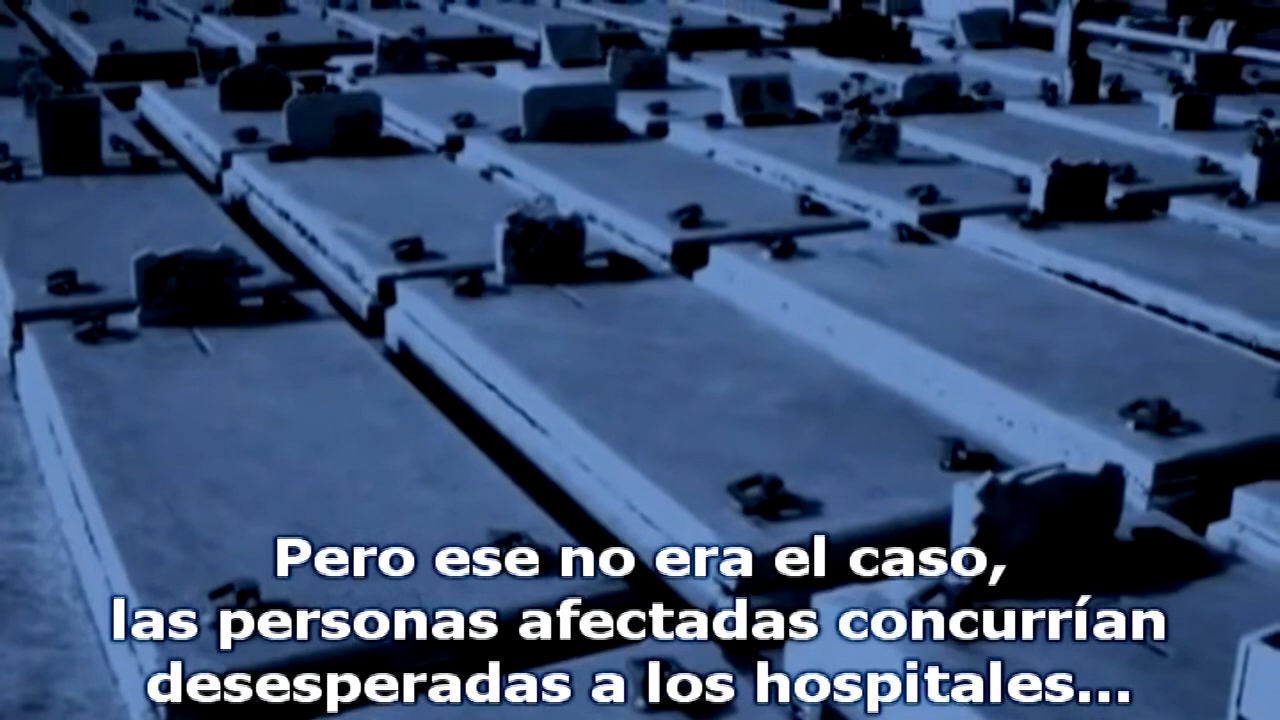 Pero ese no era el caso,
las personas afectadas concurrían
desesperadas a los hospitales...